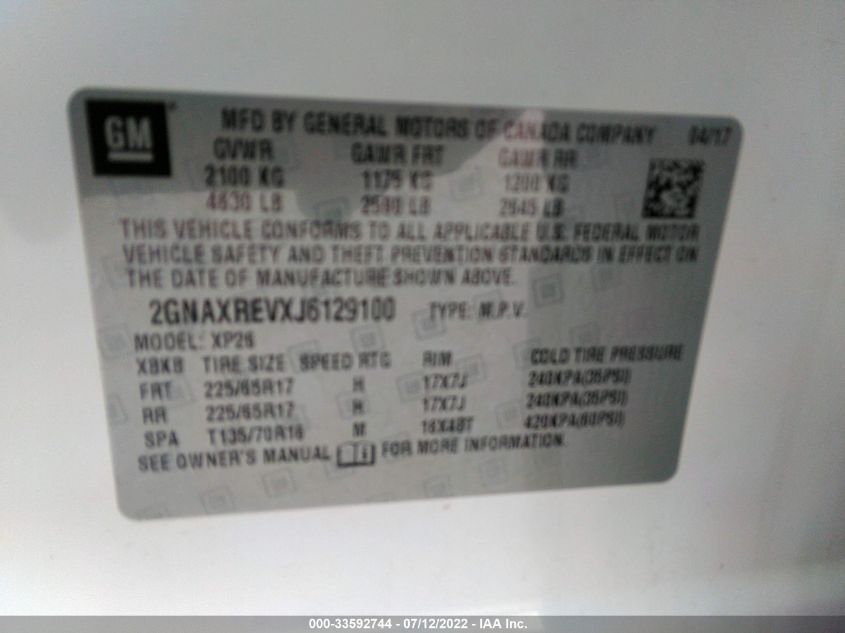 GM
MFD BY GENERAL MOTORS OF CANADA COMPANY 04/17
GVWR GAWR FRT GAWR RR
2100 KG 1175 KG 1200 KG
4630 LB 2590 LB 2645 LB
THIS VEHICLE CONFORMS TO ALL APPLICABLE U.S. FEDERAL MOTOR
VEHICLE SAFETY AND THEFT PREVENTION STANDARDS IN EFFECT ON
THE DATE OF MANUFACTURE SHOWN ABOVE.
2GNAXREVXJ6129100 TYPE: M.P.V.
MODEL: XP26
XBKB TIRE SIZE SPEED RTG RIM COLD TIRE PRESSURE
FRT 225/65R17 H 17X7J 240KPA(35PSI)
RR 225/65R17 H 17X7J 240KPA(35PSI)
SPA T135/70R16 M 16X4BT 420KPA(60PSI)
SEE OWNER'S MANUAL FOR MORE INFORMATION.
000-33592744 - 07/12/2022 - IAA Inc.